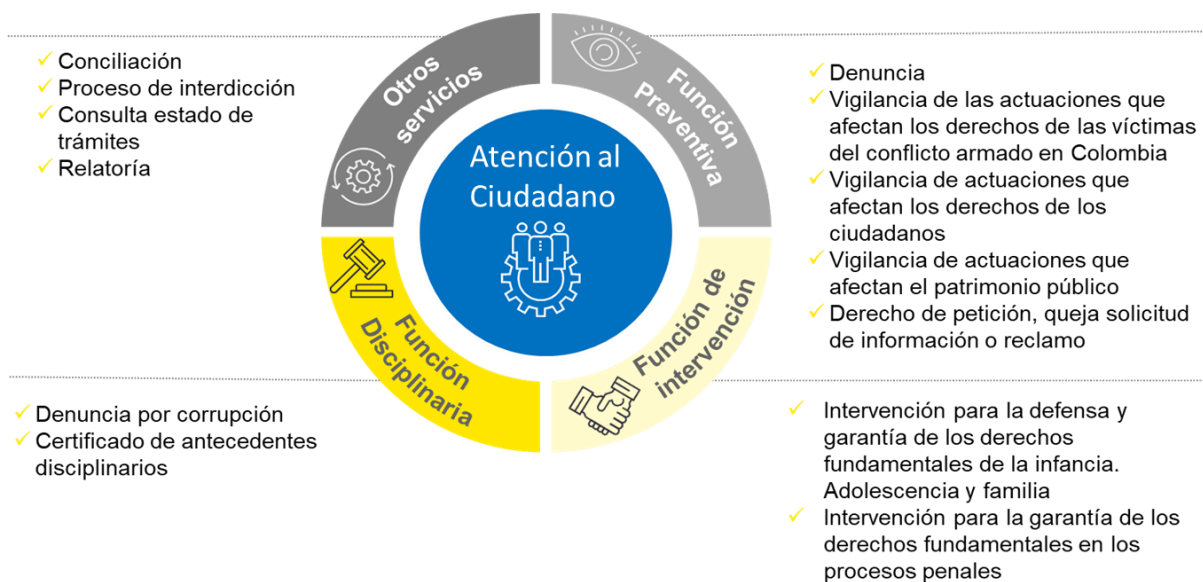 Conciliación
Proceso de interdicción
Consulta estado de
trámites
Relatoría
Otros
servicios
Función
Preventiva
Denuncia
Vigilancia de las actuaciones que
afectan los derechos de las víctimas
del conflicto armado en Colombia
Vigilancia de actuaciones que
afectan los derechos de los
ciudadanos
Vigilancia de actuaciones que
afectan el patrimonio público
Derecho de petición, queja solicitud
de información o reclamo
Atención al
Ciudadano
Función
Disciplinaria
Función de
intervención
Denuncia por corrupción
Certificado de antecedentes
disciplinarios
Intervención para la defensa y
garantía de los derechos
fundamentales de la infancia.
Adolescencia y familia
Intervención para la garantía de los
derechos fundamentales en los
procesos penales